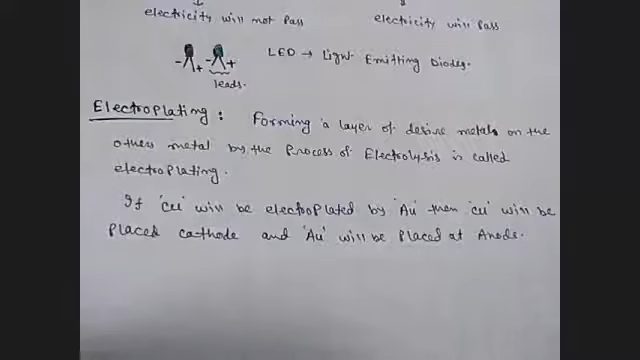 electricity will not Pass
electricity will Pass
LED → Light Emitting Diodes.
- + - +
leads.
Electroplating : Forming a layer of desire metals on the
other metal by the Process of Electrolysis is called
electroplating.
If 'Cu' will be electroplated by 'Au' then 'Cu' will be
placed cathode and 'Au' will be placed at Anode.